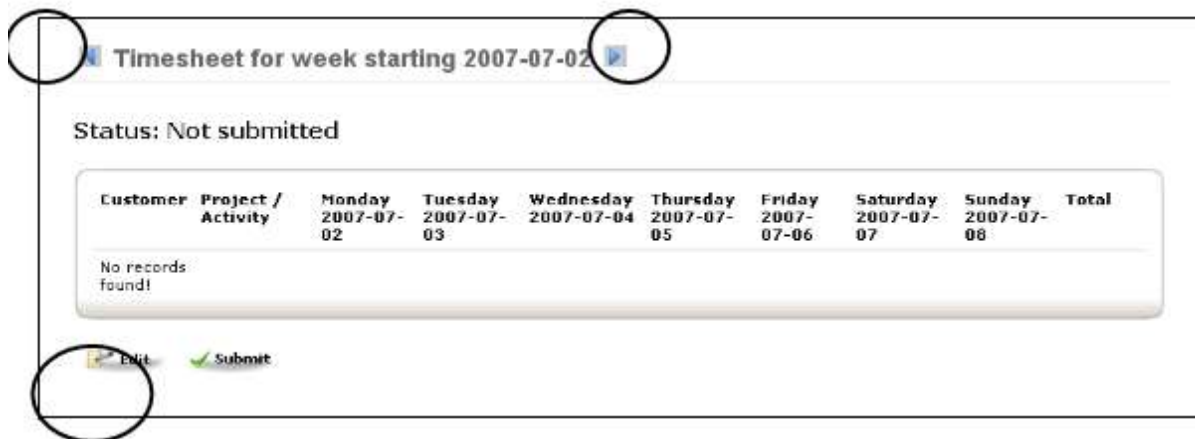 Timesheet for week starting 2007-07-02
Status: Not submitted
Customer Project / Monday Tuesday Wednesday Thursday Friday Saturday Sunday Total
Activity 2007-07- 2007-07- 2007-07-04 2007-07- 2007- 2007-07- 2007-07-
02 03 05 07-06 07 08
No records
found!
Edit Submit